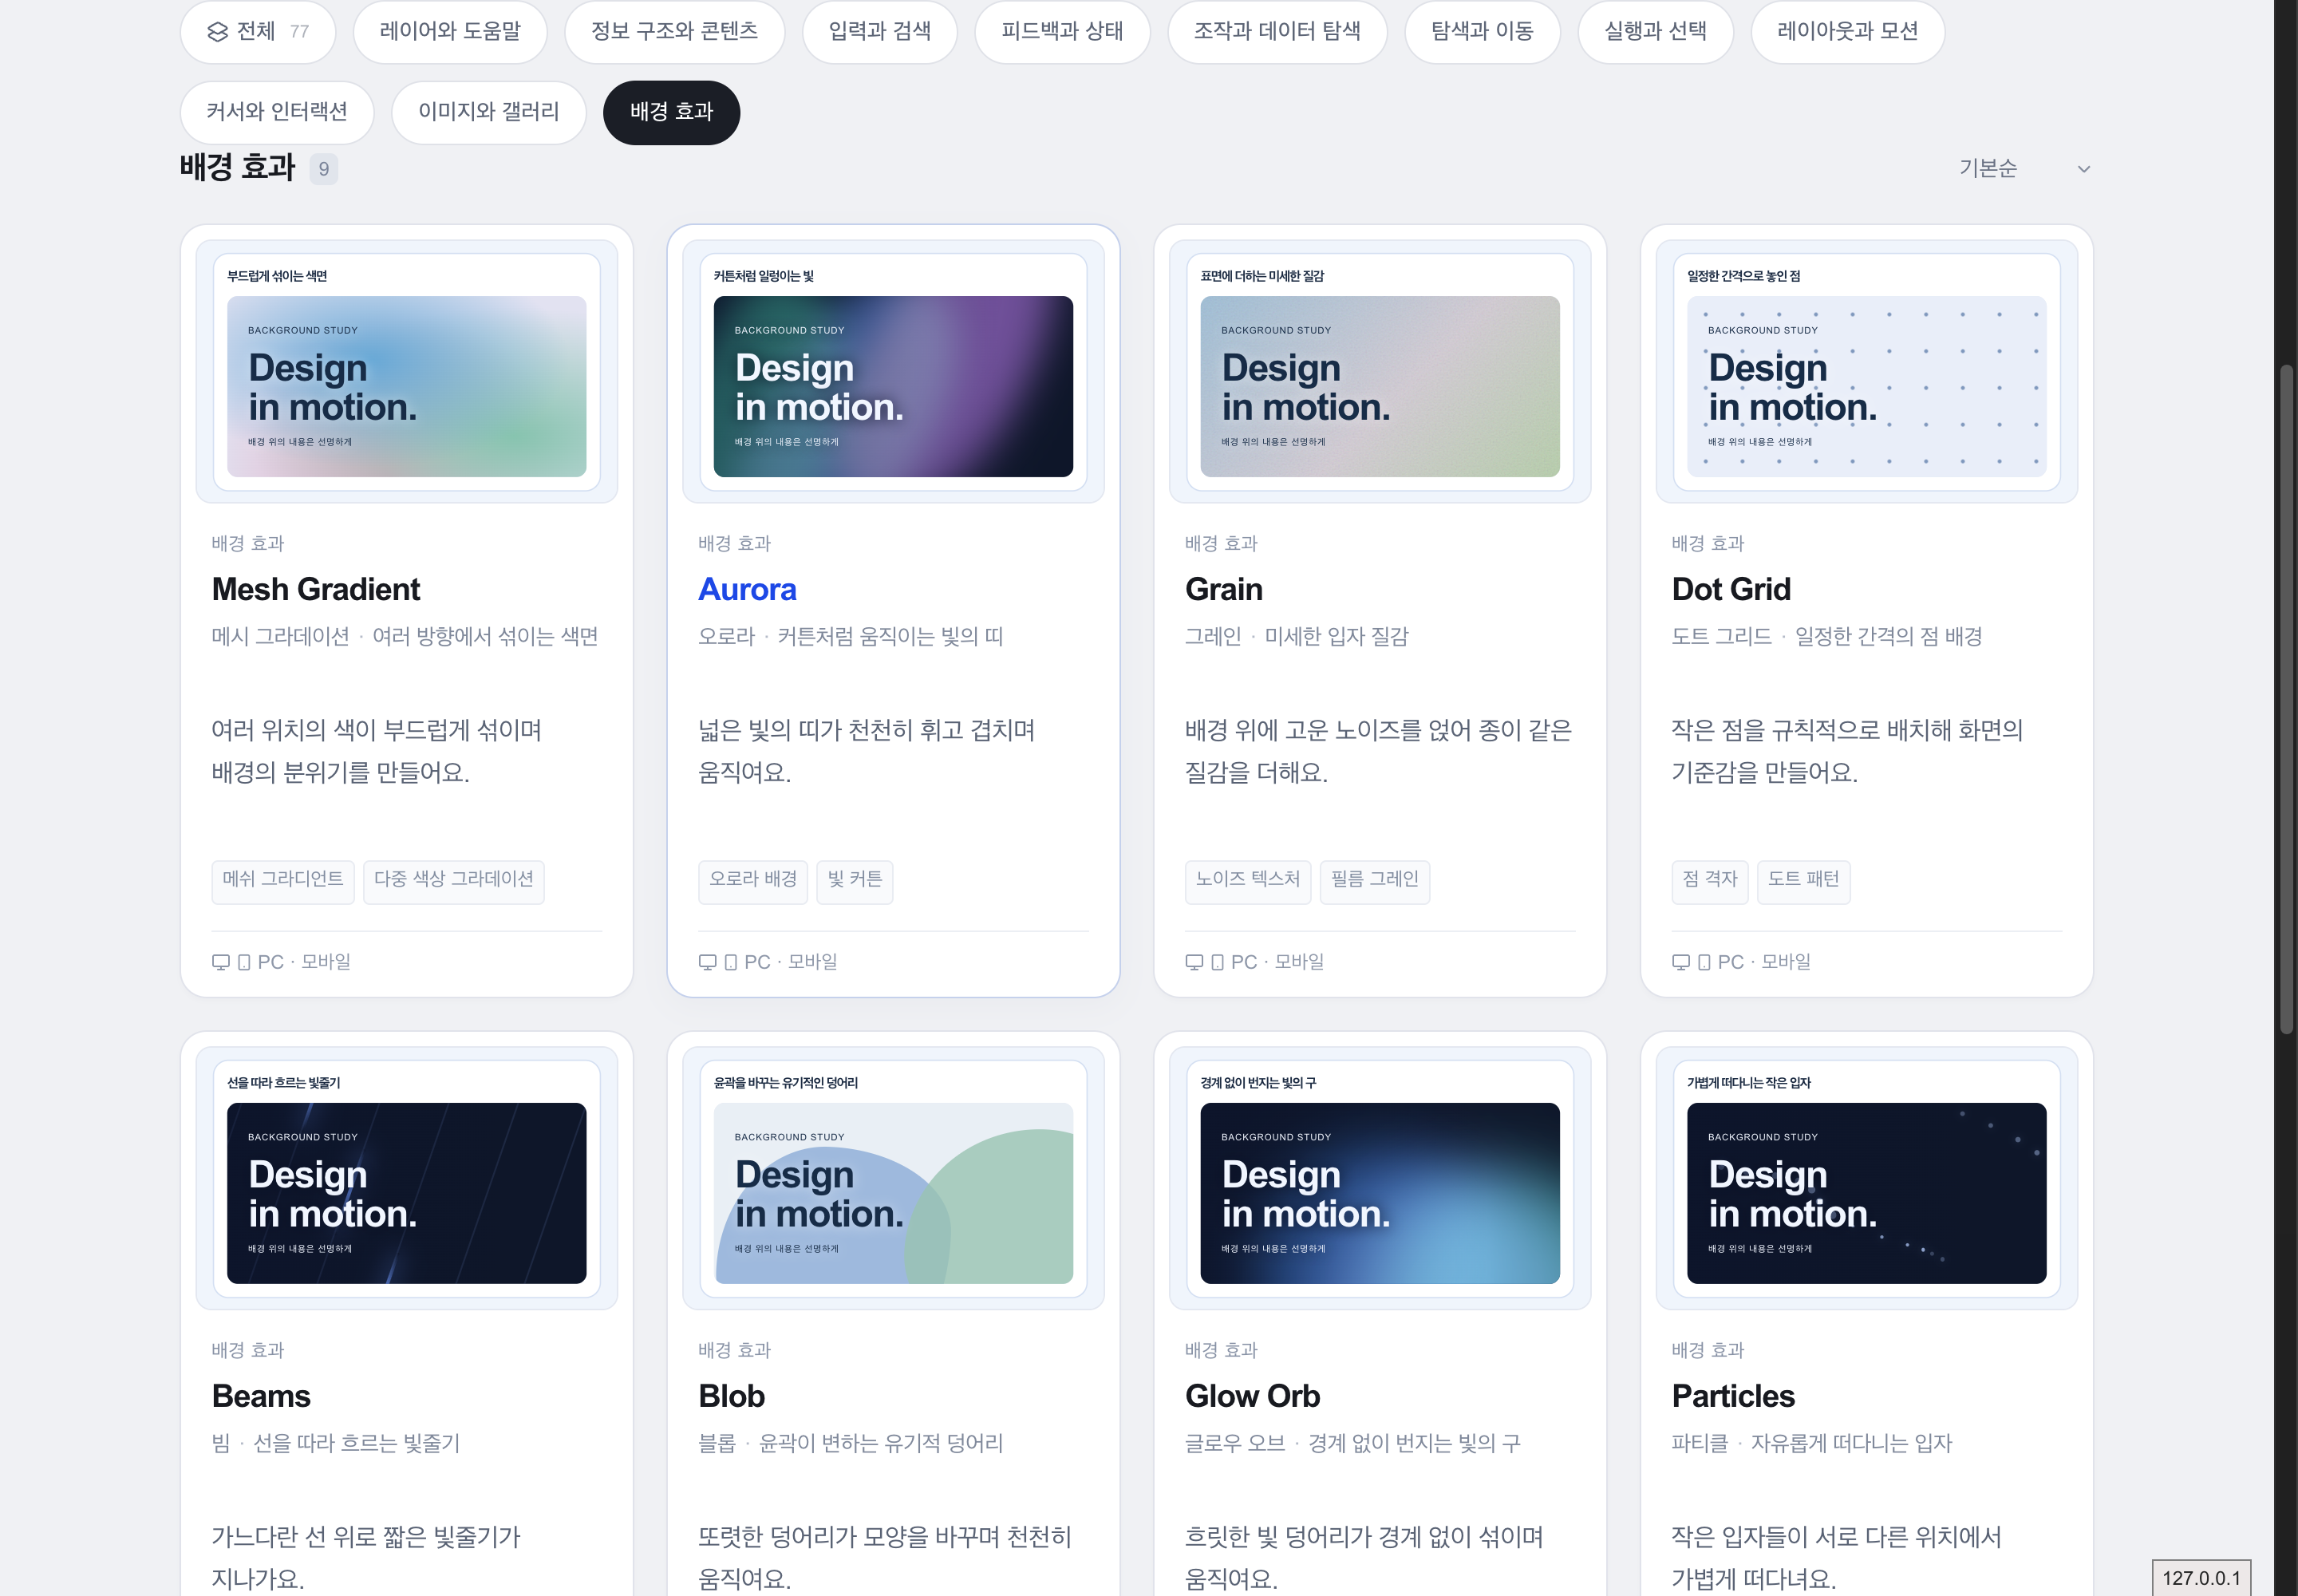 전체 77
레이어와 도움말
정보 구조와 콘텐츠
입력과 검색
피드백과 상태
조작과 데이터 탐색
탐색과 이동
실행과 선택
레이아웃과 모션
커서와 인터랙션
이미지와 갤러리
배경 효과
배경 효과 9
기본순
부드럽게 섞이는 색면
BACKGROUND STUDY
Design
in motion.
배경 위의 내용은 선명하게
배경 효과
Mesh Gradient
메시 그라데이션 · 여러 방향에서 섞이는 색면
여러 위치의 색이 부드럽게 섞이며
배경의 분위기를 만들어요.
메쉬 그라디언트
다중 색상 그라데이션
PC · 모바일
커튼처럼 일렁이는 빛
BACKGROUND STUDY
Design
in motion.
배경 위의 내용은 선명하게
배경 효과
Aurora
오로라 · 커튼처럼 움직이는 빛의 띠
넓은 빛의 띠가 천천히 휘고 겹치며
움직여요.
오로라 배경
빛 커튼
PC · 모바일
표면에 더하는 미세한 질감
BACKGROUND STUDY
Design
in motion.
배경 위의 내용은 선명하게
배경 효과
Grain
그레인 · 미세한 입자 질감
배경 위에 고운 노이즈를 얹어 종이 같은
질감을 더해요.
노이즈 텍스처
필름 그레인
PC · 모바일
일정한 간격으로 놓인 점
BACKGROUND STUDY
Design
in motion.
배경 위의 내용은 선명하게
배경 효과
Dot Grid
도트 그리드 · 일정한 간격의 점 배경
작은 점을 규칙적으로 배치해 화면의
기준감을 만들어요.
점 격자
도트 패턴
PC · 모바일
선을 따라 흐르는 빛줄기
BACKGROUND STUDY
Design
in motion.
배경 위의 내용은 선명하게
배경 효과
Beams
빔 · 선을 따라 흐르는 빛줄기
가느다란 선 위로 짧은 빛줄기가
지나가요.
윤곽을 바꾸는 유기적인 덩어리
BACKGROUND STUDY
Design
in motion.
배경 위의 내용은 선명하게
배경 효과
Blob
블롭 · 윤곽이 변하는 유기적 덩어리
또렷한 덩어리가 모양을 바꾸며 천천히
움직여요.
경계 없이 번지는 빛의 구
BACKGROUND STUDY
Design
in motion.
배경 위의 내용은 선명하게
배경 효과
Glow Orb
글로우 오브 · 경계 없이 번지는 빛의 구
흐릿한 빛 덩어리가 경계 없이 섞이며
움직여요.
가볍게 떠다니는 작은 입자
BACKGROUND STUDY
Design
in motion.
배경 위의 내용은 선명하게
배경 효과
Particles
파티클 · 자유롭게 떠다니는 입자
작은 입자들이 서로 다른 위치에서
가볍게 떠다녀요.
127.0.0.1